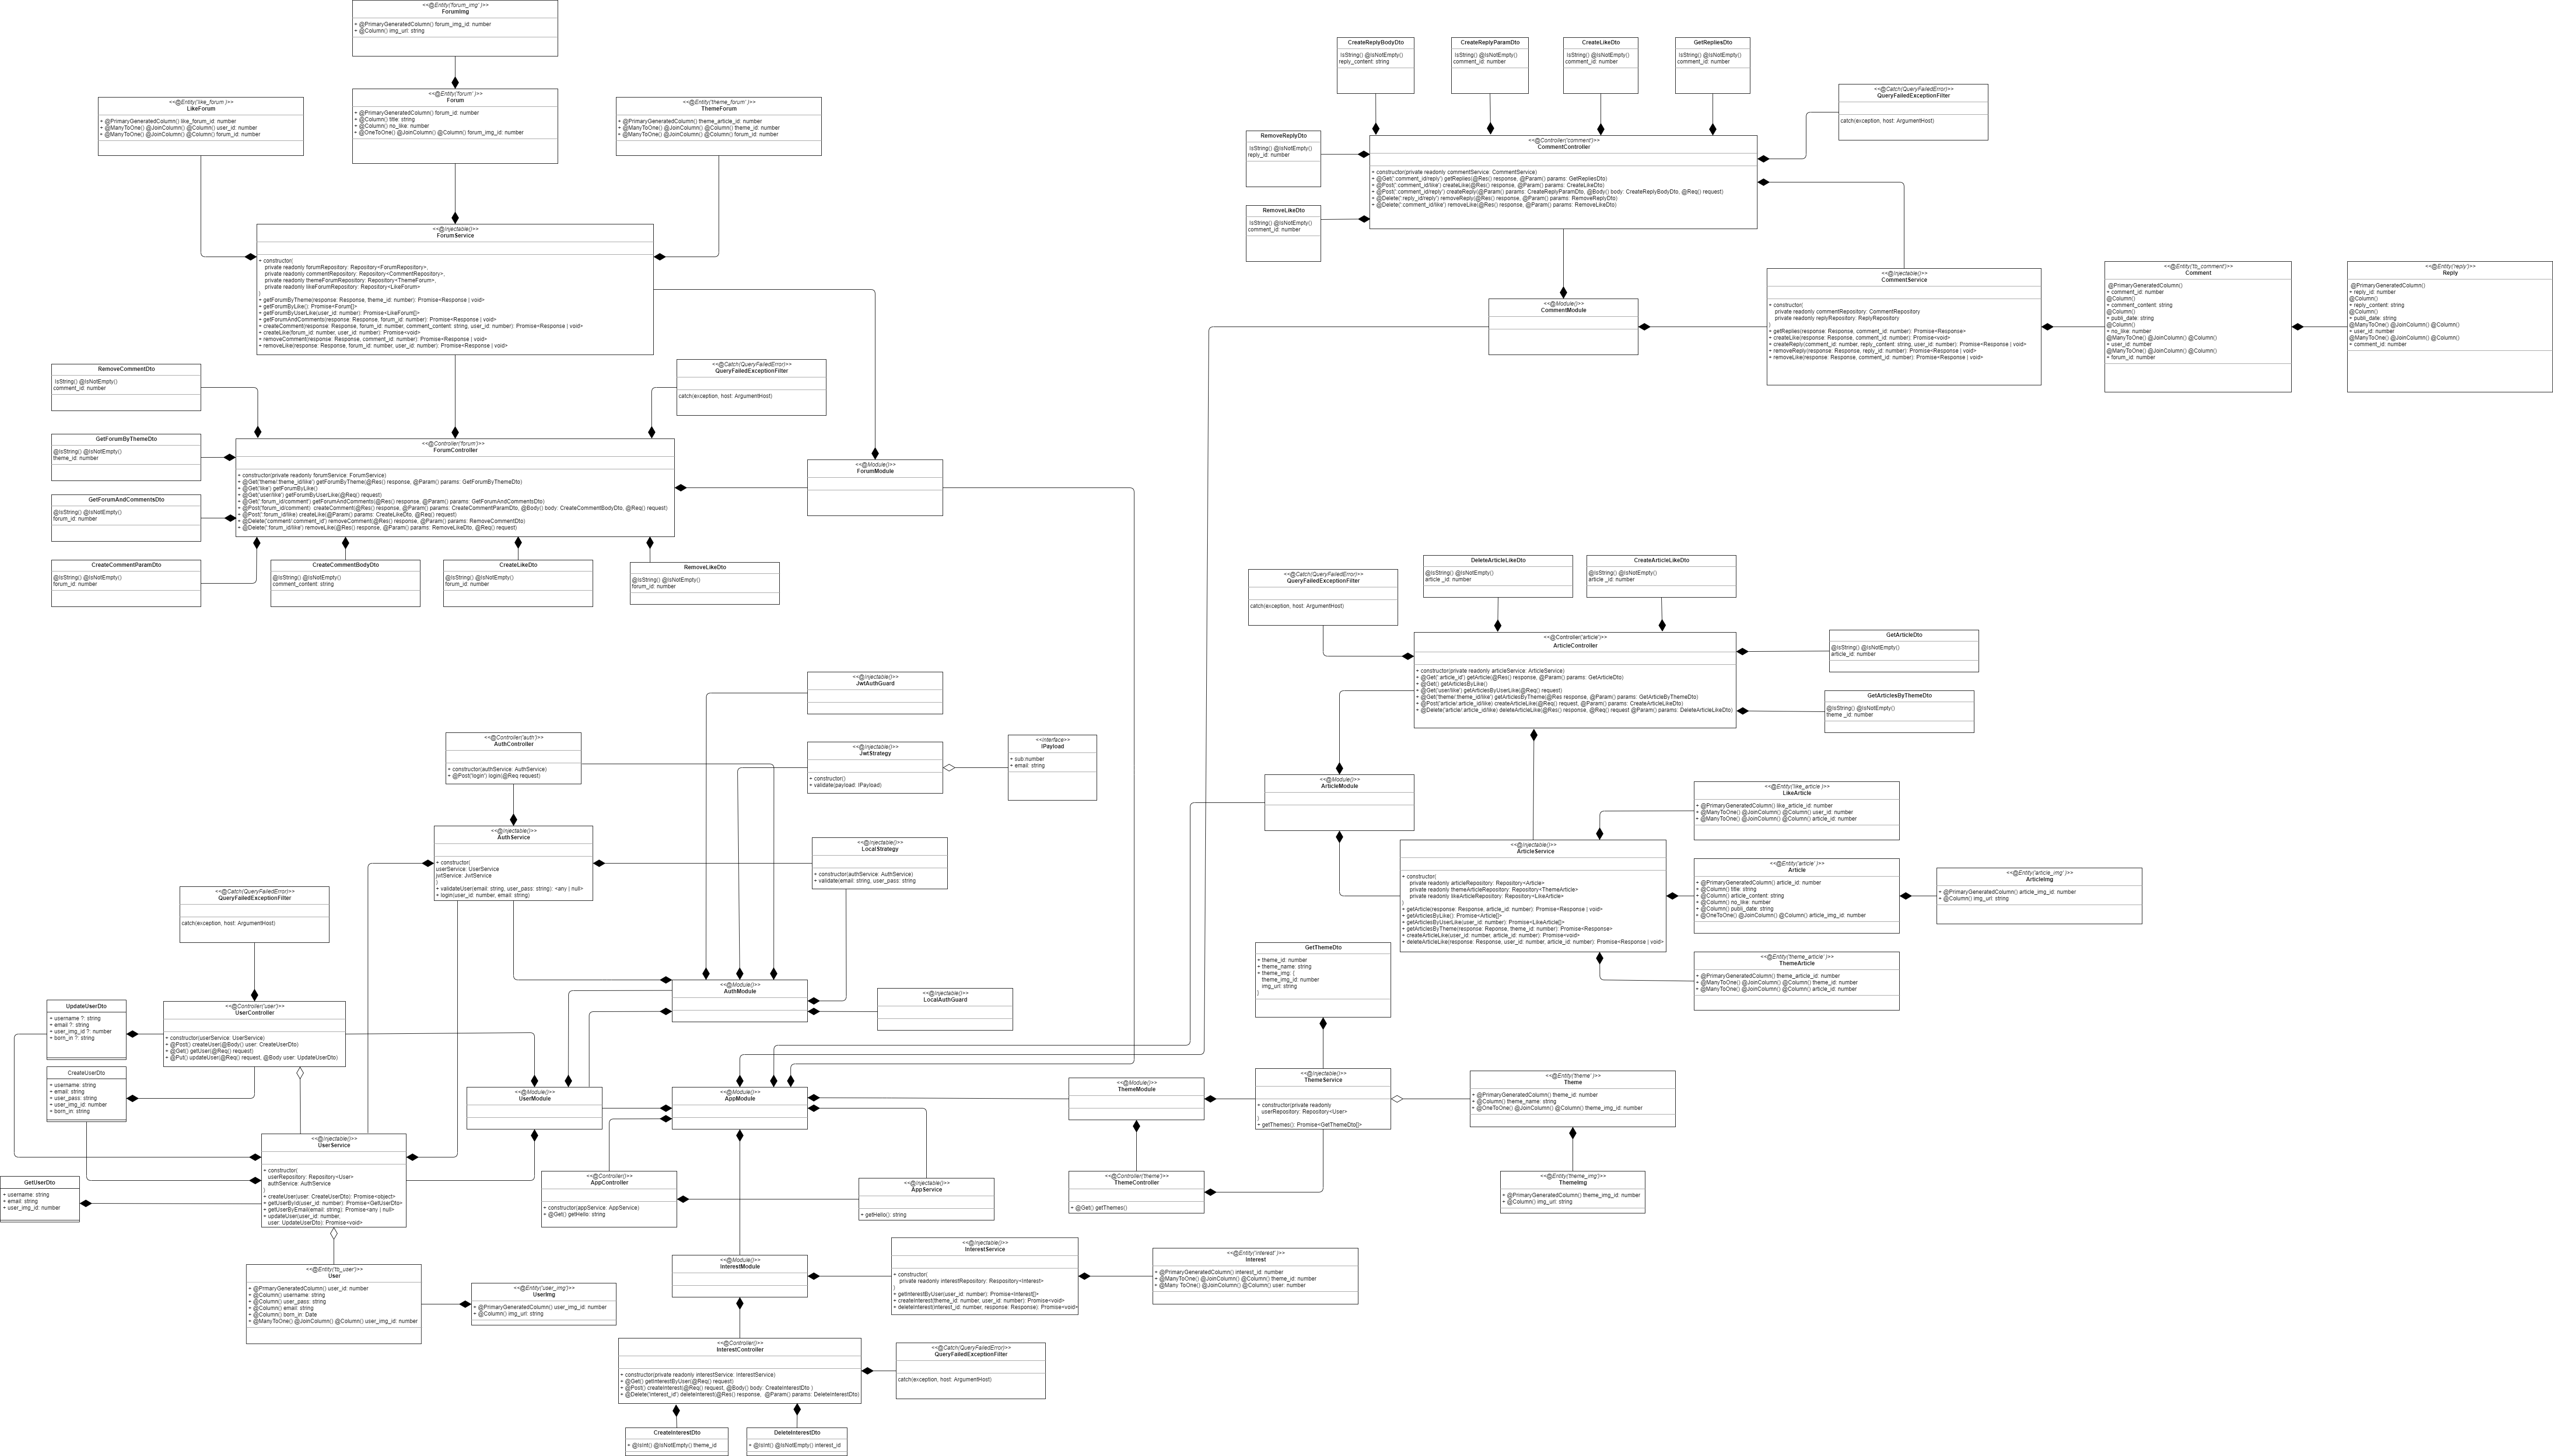 <<@Entity('forum_img' )>>
ForumImg
+ @PrimaryGeneratedColumn() forum_img_id: number
+ @Column() img_url: string
<<@Entity('like_forum )>>
LikeForum
+ @PrimaryGeneratedColumn() like_forum_id: number
+ @ManyToOne() @JoinColumn() @Column() user_id: number
+ @ManyToOne() @JoinColumn() @Column() forum_id: number
<<@Entity('forum' )>>
Forum
+ @PrimaryGeneratedColumn() forum_id: number
+ @Column() title: string
+ @Column() no_like: number
+ @OneToOne() @JoinColumn() @Column() forum_img_id: number
<<@Entity('theme_forum' )>>
ThemeForum
+ @PrimaryGeneratedColumn() theme_article_id: number
+ @ManyToOne() @JoinColumn() @Column() theme_id: number
+ @ManyToOne() @JoinColumn() @Column() forum_id: number
<<@Injectable()>>
ForumService
+ constructor(
private readonly forumRepository: Repository<ForumRepository>,
private readonly commentRepository: Repository<CommentRepository>,
private readonly themeForumRepository: Repository<ThemeForum>,
private readonly likeForumRepository: Repository<LikeForum>
)
+ getForumByTheme(response: Response, theme_id: number): Promise<Response | void>
+ getForumByLike(): Promise<Forum[]>
+ getForumByUserLike(user_id: number): Promise<LikeForum[]>
+ getForumAndComments(response: Response, forum_id: number): Promise<Response | void>
+ createComment(response: Response, forum_id: number, comment_content: string, user_id: number): Promise<Response | void>
+ createLike(forum_id: number, user_id: number): Promise<void>
+ removeComment(response: Response, comment_id: number): Promise<Response | void>
+ removeLike(response: Response, forum_id: number, user_id: number): Promise<Response | void>
RemoveCommentDto
IsString() @IsNotEmpty()
comment_id: number
<<@Catch(QueryFailedError)>>
QueryFailedExceptionFilter
catch(exception, host: ArgumentHost)
GetForumByThemeDto
@IsString() @IsNotEmpty()
theme_id: number
GetForumAndCommentsDto
@IsString() @IsNotEmpty()
forum_id: number
<<@Controller('forum')>>
ForumController
+ constructor(private readonly forumService: ForumService)
+ @Get('theme/:theme_id/like') getForumByTheme(@Res() response, @Param() params: GetForumByThemeDto)
+ @Get('like') getForumByLike()
+ @Get('user/like') getForumByUserLike(@Req() request)
+ @Get(':forum_id/comment') getForumAndComments(@Res() response, @Param() params: GetForumAndCommentsDto)
+ @Post('forum_id/comment') createComment(@Res() response, @Param() params: CreateCommentParamDto, @Body() body: CreateCommentBodyDto, @Req() request)
+ @Post(':forum_id/like) createLike(@Param() params: CreateLikeDto, @Req() request)
+ @Delete('comment/:comment_id') removeComment(@Res() response, @Param() params: RemoveCommentDto)
+ @Delete(':forum_id/like') removeLike(@Res() response, @Param() params: RemoveLikeDto, @Req() request)
<<@Module()>>
ForumModule
CreateCommentParamDto
@IsString() @IsNotEmpty()
forum_id: number
CreateCommentBodyDto
@IsString() @IsNotEmpty()
comment_content: string
CreateLikeDto
@IsString() @IsNotEmpty()
forum_id: number
RemoveLikeDto
@IsString() @IsNotEmpty()
forum_id: number
CreateReplyBodyDto
IsString() @IsNotEmpty()
reply_content: string
CreateReplyParamDto
IsString() @IsNotEmpty()
comment_id: number
CreateLikeDto
IsString() @IsNotEmpty()
comment_id: number
GetRepliesDto
IsString() @IsNotEmpty()
comment_id: number
<<@Catch(QueryFailedError)>>
QueryFailedExceptionFilter
catch(exception, host: ArgumentHost)
RemoveReplyDto
IsString() @IsNotEmpty()
reply_id: number
RemoveLikeDto
IsString() @IsNotEmpty()
comment_id: number
<<@Controller('comment')>>
CommentController
+ constructor(private readonly commentService: CommentService)
+ @Get(':comment_id/reply') getReplies(@Res() response, @Param() params: GetRepliesDto)
+ @Post(':comment_id/like') createLike(@Res() response, @Param() params: CreateLikeDto)
+ @Post(':comment_id/reply') createReply(@Param() params: CreateReplyParamDto, @Body() body: CreateReplyBodyDto, @Req() request)
+ @Delete(':reply_id/reply') removeReply(@Res() response, @Param() params: RemoveReplyDto)
+ @Delete(':comment_id/like') removeLike(@Res() response, @Param() params: RemoveLikeDto)
<<@Module()>>
CommentModule
<<@Injectable()>>
CommentService
+ constructor(
private readonly commentRepository: CommentRepository
private readonly replyRepository: ReplyRepository
)
+ getReplies(response: Response, comment_id: number): Promise<Response>
+ createLike(response: Response, comment_id: number): Promise<void>
+ createReply(comment_id: number, reply_content: string, user_id: number): Promise<Response | void>
+ removeReply(response: Response, reply_id: number): Promise<Response | void>
+ removeLike(response: Response, comment_id: number): Promise<Response | void>
<<@Entity('tb_comment')>>
Comment
@PrimaryGeneratedColumn()
+ comment_id: number
@Column()
+ comment_content: string
@Column()
+ publi_date: string
@Column()
+ no_like: number
@ManyToOne() @JoinColumn() @Column()
+ user_id: number
@ManyToOne() @JoinColumn() @Column()
+ forum_id: number
<<@Entity('reply')>>
Reply
@PrimaryGeneratedColumn()
+ reply_id: number
@Column()
+ reply_content: string
@Column()
+ publi_date: string
@ManyToOne() @JoinColumn() @Column()
+ user_id: number
@ManyToOne() @JoinColumn() @Column()
+ comment_id: number
<<@Catch(QueryFailedError)>>
QueryFailedExceptionFilter
catch(exception, host: ArgumentHost)
DeleteArticleLikeDto
@IsString() @IsNotEmpty()
article _id: number
CreateArticleLikeDto
@IsString() @IsNotEmpty()
article _id: number
<<@Controller('article')>>
ArticleController
+ constructor(private readonly articleService: ArticleService)
+ @Get(':article_id') getArticle(@Res() response, @Param() params: GetArticleDto)
+ @Get() getArticlesByLike()
+ @Get('user/like') getArticlesByUserLike(@Req() request)
+ @Get('theme/:theme_id/like') getArticlesByTheme(@Res response, @Param() params: GetArticleByThemeDto)
+ @Post('article/:article_id/like) createArticleLike(@Req() request, @Param() params: CreateArticleLikeDto)
+ @Delete('article/:article_id/like) deleteArticleLike(@Res() response, @Req() request @Param() params: DeleteArticleLikeDto)
GetArticleDto
@IsString() @IsNotEmpty()
article_id: number
GetArticlesByThemeDto
@IsString() @IsNotEmpty()
theme _id: number
<<@Module()>>
ArticleModule
<<@Injectable()>>
ArticleService
+ constructor(
private readonly articleRepository: Repository<Article>
private readonly themeArticleRepository: Repository<ThemeArticle>
private readonly likeArticleRepository: Repository<LikeArticle>
)
+ getArticle(response: Response, article_id: number): Promise<Response | void>
+ getArticlesByLike(): Promise<Article[]>
+ getArticlesByUserLike(user_id: number): Promise<LikeArticle[]>
+ getArticlesByTheme(response: Reponse, theme_id: number): Promise<Response>
+ createArticleLike(user_id: number, article_id: number): Promise<void>
+ deleteArticleLike(response: Response, user_id: number, article_id: number): Promise<Response | void>
<<@Entity('like_article )>>
LikeArticle
+ @PrimaryGeneratedColumn() like_article_id: number
+ @ManyToOne() @JoinColumn() @Column() user_id: number
+ @ManyToOne() @JoinColumn() @Column() article_id: number
<<@Entity('article' )>>
Article
+ @PrimaryGeneratedColumn() article_id: number
+ @Column() title: string
+ @Column() article_content: string
+ @Column() no_like: number
+ @Column() publi_date: string
+ @OneToOne() @JoinColumn() @Column() article_img_id: number
<<@Entity('article_img' )>>
ArticleImg
+ @PrimaryGeneratedColumn() article_img_id: number
+ @Column() img_url: string
<<@Entity('theme_article' )>>
ThemeArticle
+ @PrimaryGeneratedColumn() theme_article_id: number
+ @ManyToOne() @JoinColumn() @Column() theme_id: number
+ @ManyToOne() @JoinColumn() @Column() article_id: number
<<@Injectable()>>
JwtAuthGuard
<<@Controller('auth')>>
AuthController
+ constructor(authService: AuthService)
+ @Post('login') login(@Req request)
<<@Injectable()>>
JwtStrategy
+ constructor()
+ validate(payload: IPayload)
<<Interface>>
IPayload
+ sub:number
+ email: string
<<@Injectable()>>
AuthService
+ constructor(
userService: UserService
jwtService: JwtService
)
+ validateUser(email: string, user_pass: string): <any | null>
+ login(user_id: number, email: string)
<<@Injectable()>>
LocalStrategy
+ constructor(authService: AuthService)
+ validate(email: string, user_pass: string
<<@Catch(QueryFailedError)>>
QueryFailedExceptionFilter
catch(exception, host: ArgumentHost)
<<@Module()>>
AuthModule
<<@Injectable()>>
LocalAuthGuard
UpdateUserDto
+ username ?: string
+ email ?: string
+ user_img_id ?: number
+ born_in ?: string
<<@Controller('user')>>
UserController
+ constructor(userService: UserService)
+ @Post() createUser(@Body() user: CreateUserDto)
+ @Get() getUser(@Req() request)
+ @Put() updateUser(@Req() request, @Body user: UpdateUserDto)
CreateUserDto
+ username: string
+ email: string
+ user_pass: string
+ user_img_id: number
+ born_in: string
<<@Module()>>
UserModule
<<@Module()>>
AppModule
<<@Injectable()>>
UserService
+ constructor(
userRepository: Repository<User>
authService: AuthService
)
+ createUser(user: CreateUserDto): Promise<object>
+ getUserById(user_id: number): Promise<GetUserDto>
+ getUserByEmail(email: string): Promise<any | null>
+ updateUser(user_id: number,
user: UpdateUserDto): Promise<void>
GetUserDto
+ username: string
+ email: string
+ user_img_id: number
<<@Entity('tb_user')>>
User
+ @PrimaryGeneratedColumn() user_id: number
+ @Column() username: string
+ @Column() user_pass: string
+ @Column() email: string
+ @Column() born_in: Date
+ @ManyToOne() @JoinColumn() @Column() user_img_id: number
<<@Entity('user_img')>>
UserImg
+ @PrimaryGeneratedColumn() user_img_id: number
+ @Column() img_url: string
<<@Controller()>>
AppController
+ constructor(appService: AppService)
+ @Get() getHello: string
<<@Injectable()>>
AppService
+ getHello(): string
GetThemeDto
+ theme_id: number
+ theme_name: string
+ theme_img: {
theme_img_id: number
img_url: string
}
<<@Module()>>
ThemeModule
<<@Injectable()>>
ThemeService
+ constructor(private readonly
userRepository: Repository<User>
)
+ getThemes(): Promise<GetThemeDto[]>
<<@Entity('theme' )>>
Theme
+ @PrimaryGeneratedColumn() theme_id: number
+ @Column() theme_name: string
+ @OneToOne() @JoinColumn() @Column() theme_img_id: number
<<@Controller('theme')>>
ThemeController
+ @Get() getThemes()
<<@Entity('theme_img')>>
ThemeImg
+ @PrimaryGeneratedColumn() theme_img_id: number
+ @Column() img_url: string
<<@Module()>>
InterestModule
<<@Injectable()>>
InterestService
+ constructor(
private readonly interestRepository: Respository<Interest>
)
+ getInterestByUser(user_id: number): Promise<Interest[]>
+ createInterest(theme_id: number, user_id: number): Promise<void>
+ deleteInterest(interest_id: number, response: Response): Promise<void>
<<@Entity('interest' )>>
Interest
+ @PrimaryGeneratedColumn() interest_id: number
+ @ManyToOne() @JoinColumn() @Column() theme_id: number
+ @Many ToOne() @JoinColumn() @Column() user: number
<<@Controller()>>
InterestController
+ constructor(private readonly interestService: InterestService)
+ @Get() getInterestByUser(@Req() request)
+ @Post() createInterest(@Req() request, @Body() body: CreateInterestDto )
+ @Delete('interest_id') deleteInterest(@Res() response, @Param() params: DeleteInterestDto)
<<@Catch(QueryFailedError)>>
QueryFailedExceptionFilter
catch(exception, host: ArgumentHost)
CreateInterestDto
+ @IsInt() @IsNotEmpty() theme_id
DeleteInterestDto
+ @IsInt() @IsNotEmpty() interest_id